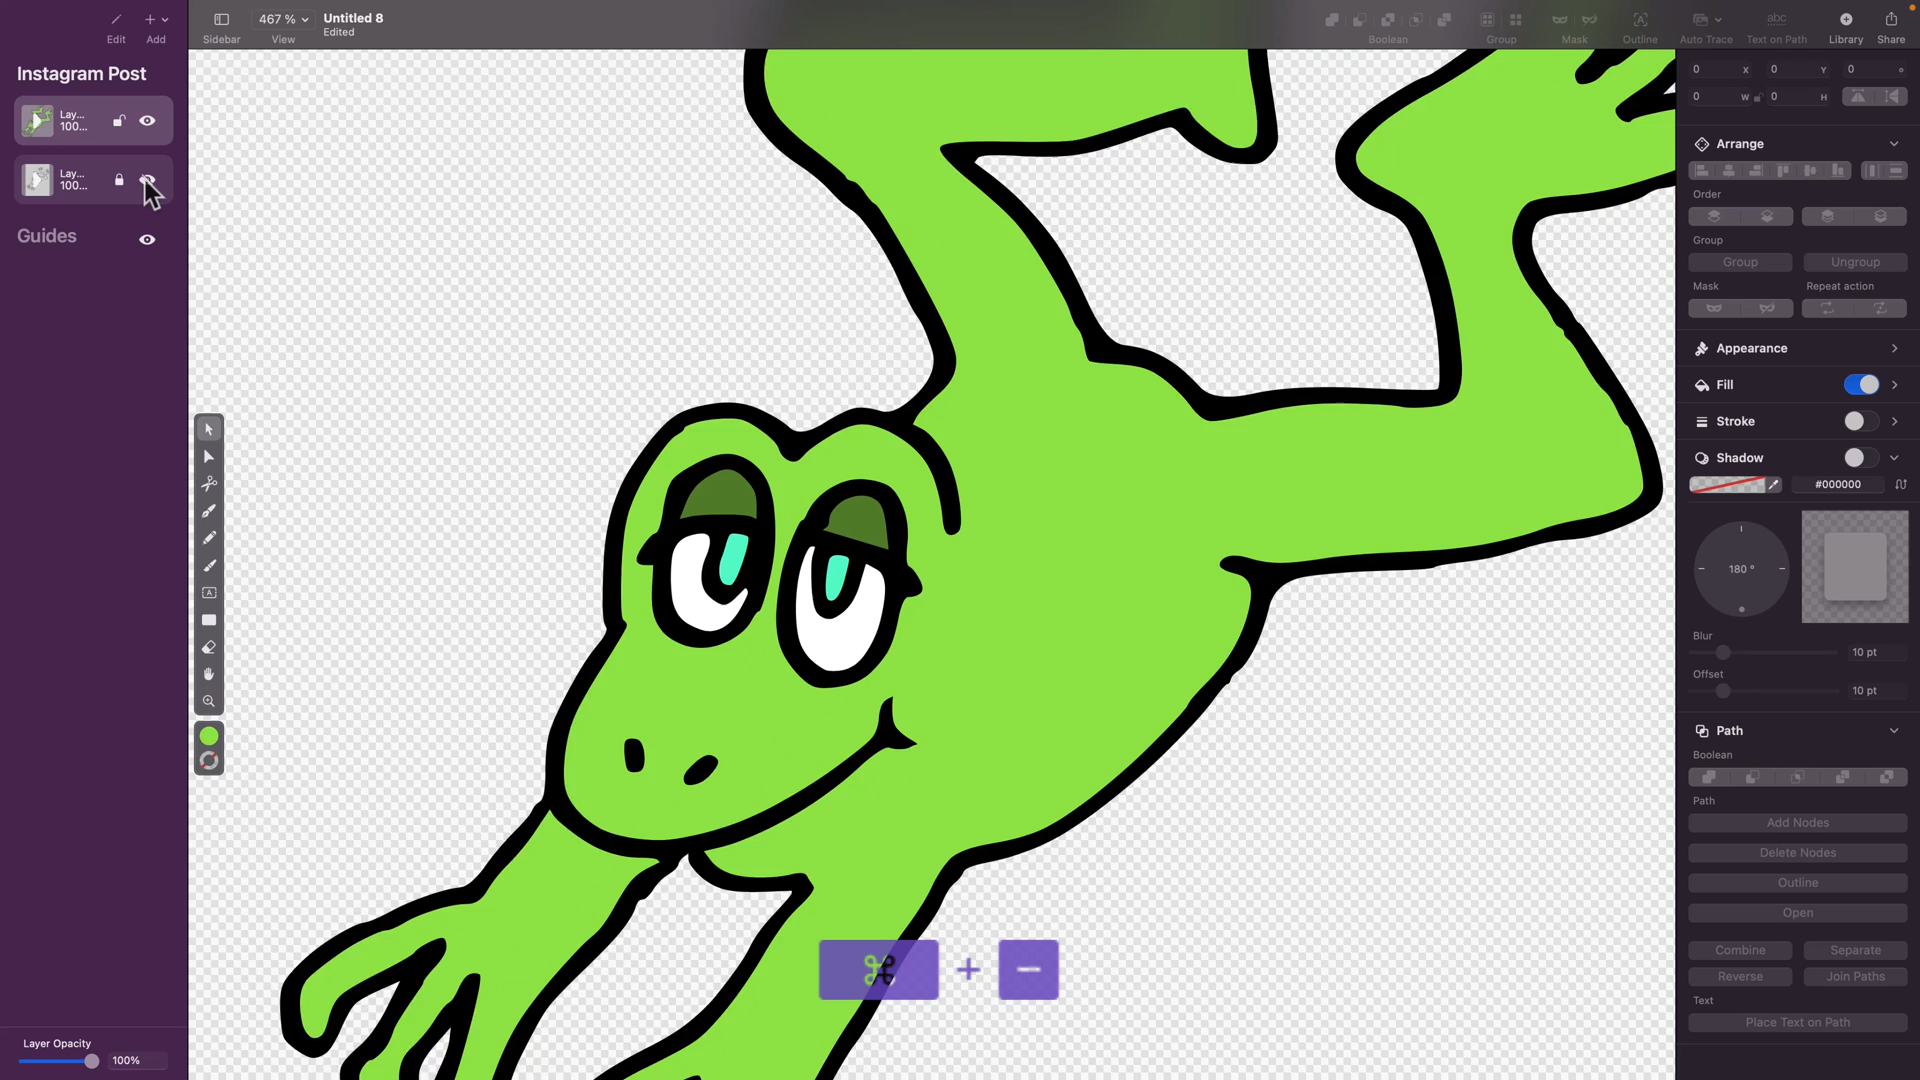 Edit
Add
Sidebar
467 %
View
Untitled 8
Edited
Boolean
Group
Mask
Outline
Auto Trace
abc
Text on Path
Library
Share
Instagram Post
Lay...
100...
Lay...
100...
Guides
Layer Opacity
100%
A
⌘ + −
0 X 0 Y 0 °
0 W 0 H
Arrange
Order
Group
Group Ungroup
Mask Repeat action
Appearance
Fill
Stroke
Shadow
#000000
180 °
Blur
10 pt
Offset
10 pt
Path
Boolean
Path
Add Nodes
Delete Nodes
Outline
Open
Combine Separate
Reverse Join Paths
Text
Place Text on Path